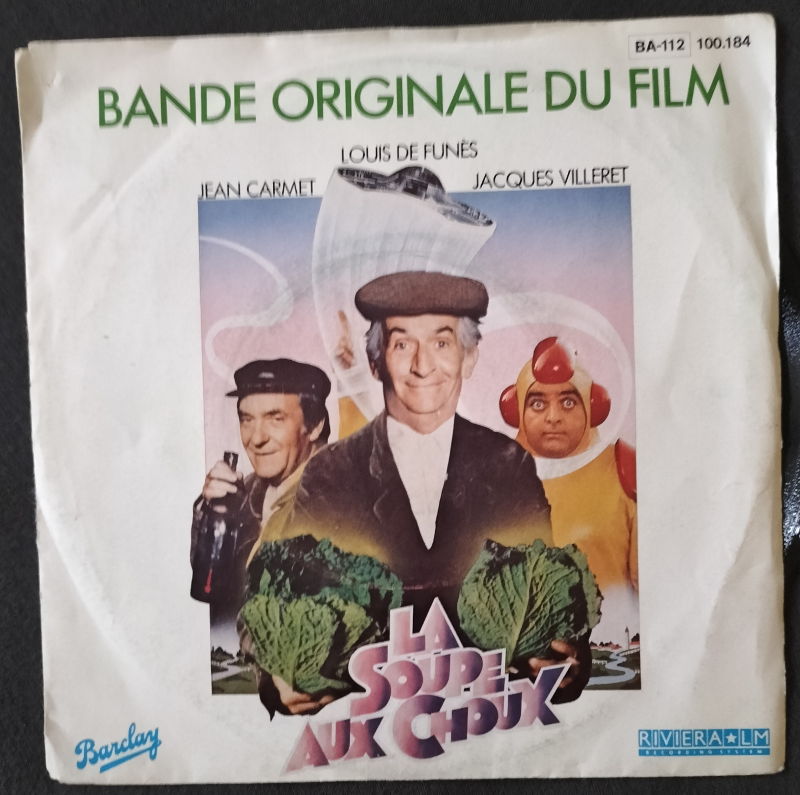 BA-112 100.184
BANDE ORIGINALE DU FILM
LOUIS DE FUNÈS
JEAN CARMET
JACQUES VILLERET
LA
SOUPE
AUX CHOUX
Barclay
RIVIERA★LM
RECORDING SYSTEM